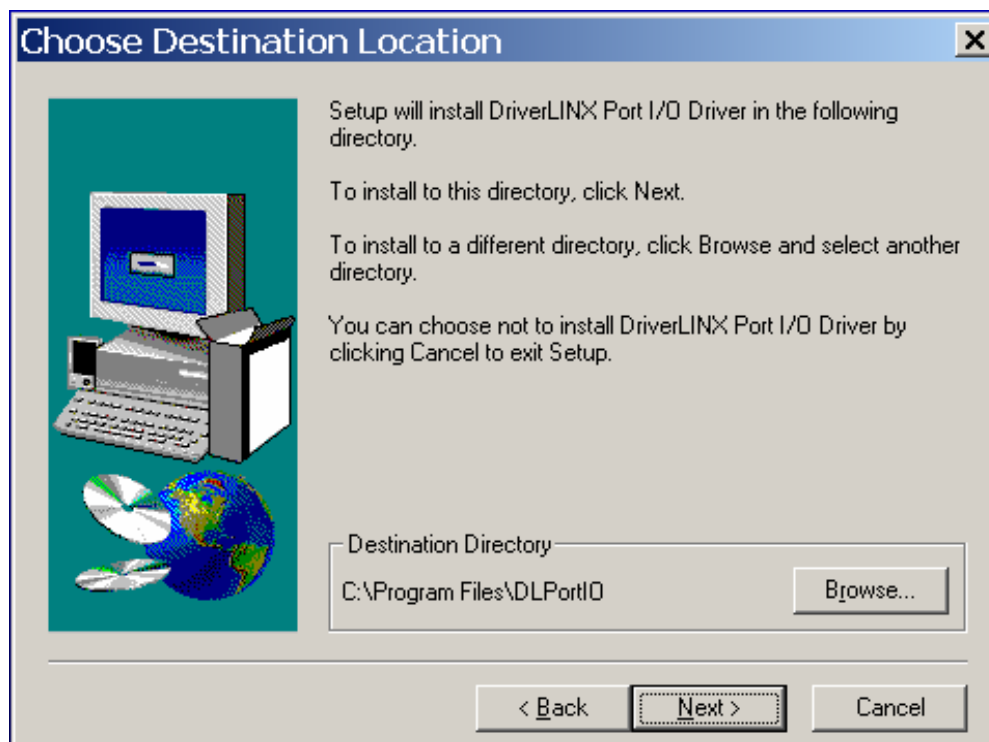 Choose Destination Location
Setup will install DriverLINX Port I/O Driver in the following
directory.
To install to this directory, click Next.
To install to a different directory, click Browse and select another
directory.
You can choose not to install DriverLINX Port I/O Driver by
clicking Cancel to exit Setup.
Destination Directory
C:\Program Files\DLPortIO
Browse...
< Back
Next >
Cancel